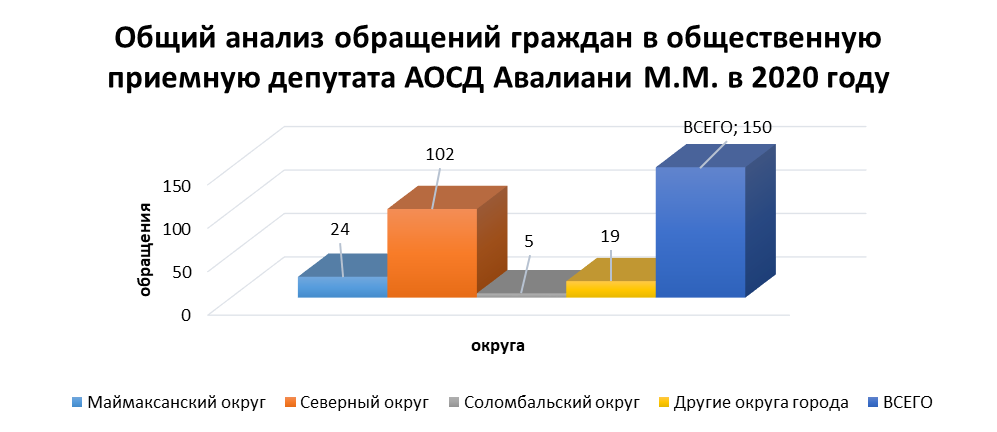 Общий анализ обращений граждан в общественную
приемную депутата АОСД Авалиани М.М. в 2020 году
ВСЕГО; 150
102
24
5
19
150
100
50
0
обращения
округа
Маймаксанский округ
Северный округ
Соломбальский округ
Другие округа города
ВСЕГО